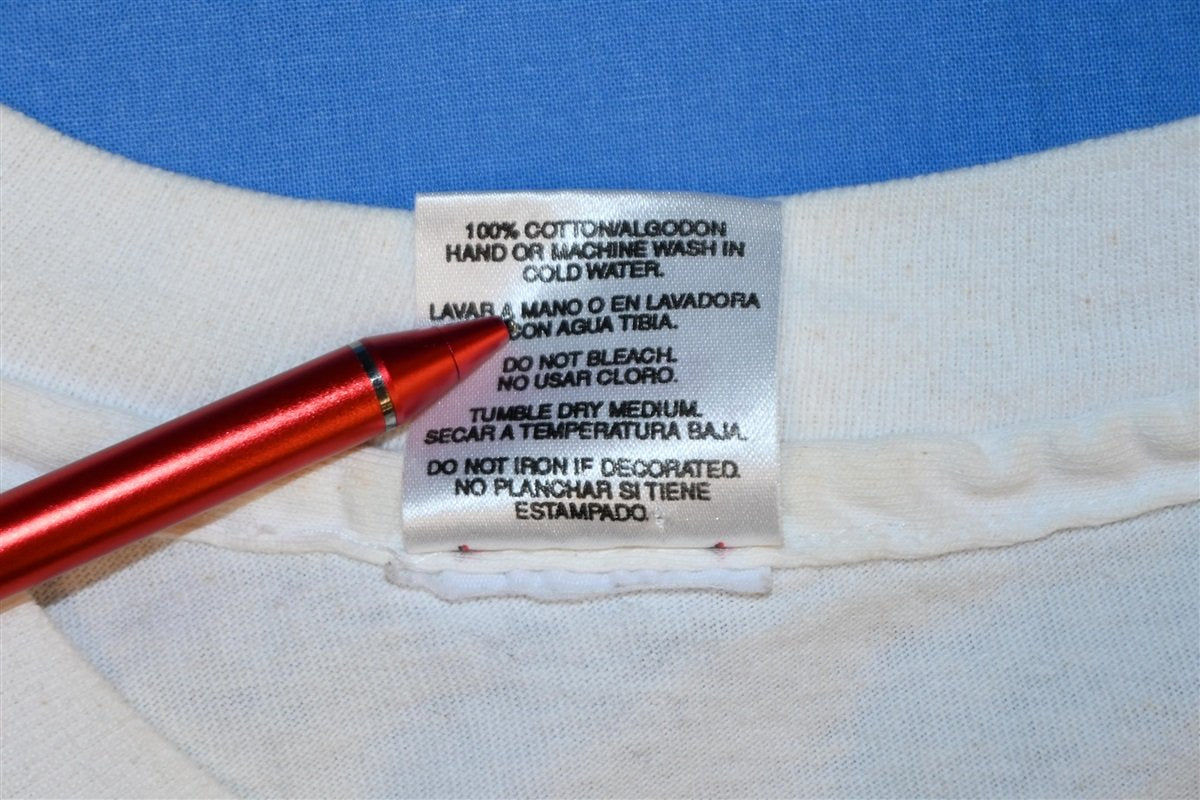 100% COTTON/ALGODON
HAND OR MACHINE WASH IN
COLD WATER.
LAVAR A MANO O EN LAVADORA
CON AGUA TIBIA.
DO NOT BLEACH.
NO USAR CLORO.
TUMBLE DRY MEDIUM.
SECAR A TEMPERATURA BAJA.
DO NOT IRON IF DECORATED.
NO PLANCHAR SI TIENE
ESTAMPADO.